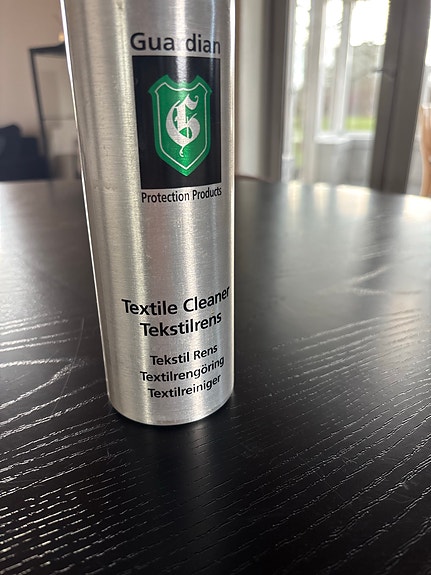 Guardian
G
Protection Products
Textile Cleaner
Tekstilrens
Tekstil Rens
Textilrengöring
Textilreiniger